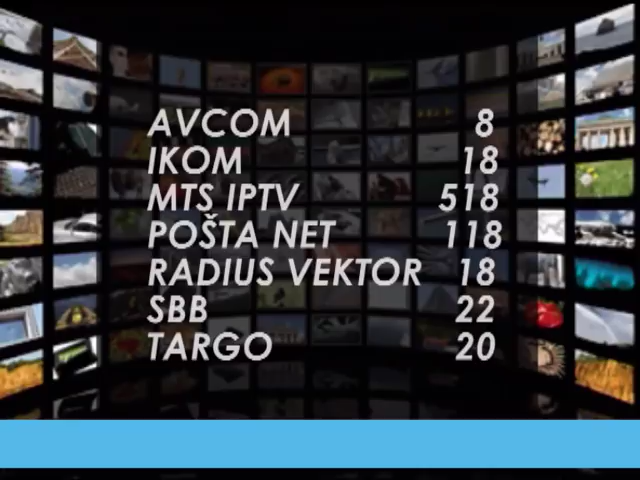 AVCOM 8
IKOM 18
MTS IPTV 518
POŠTA NET 118
RADIUS VEKTOR 18
SBB 22
TARGO 20